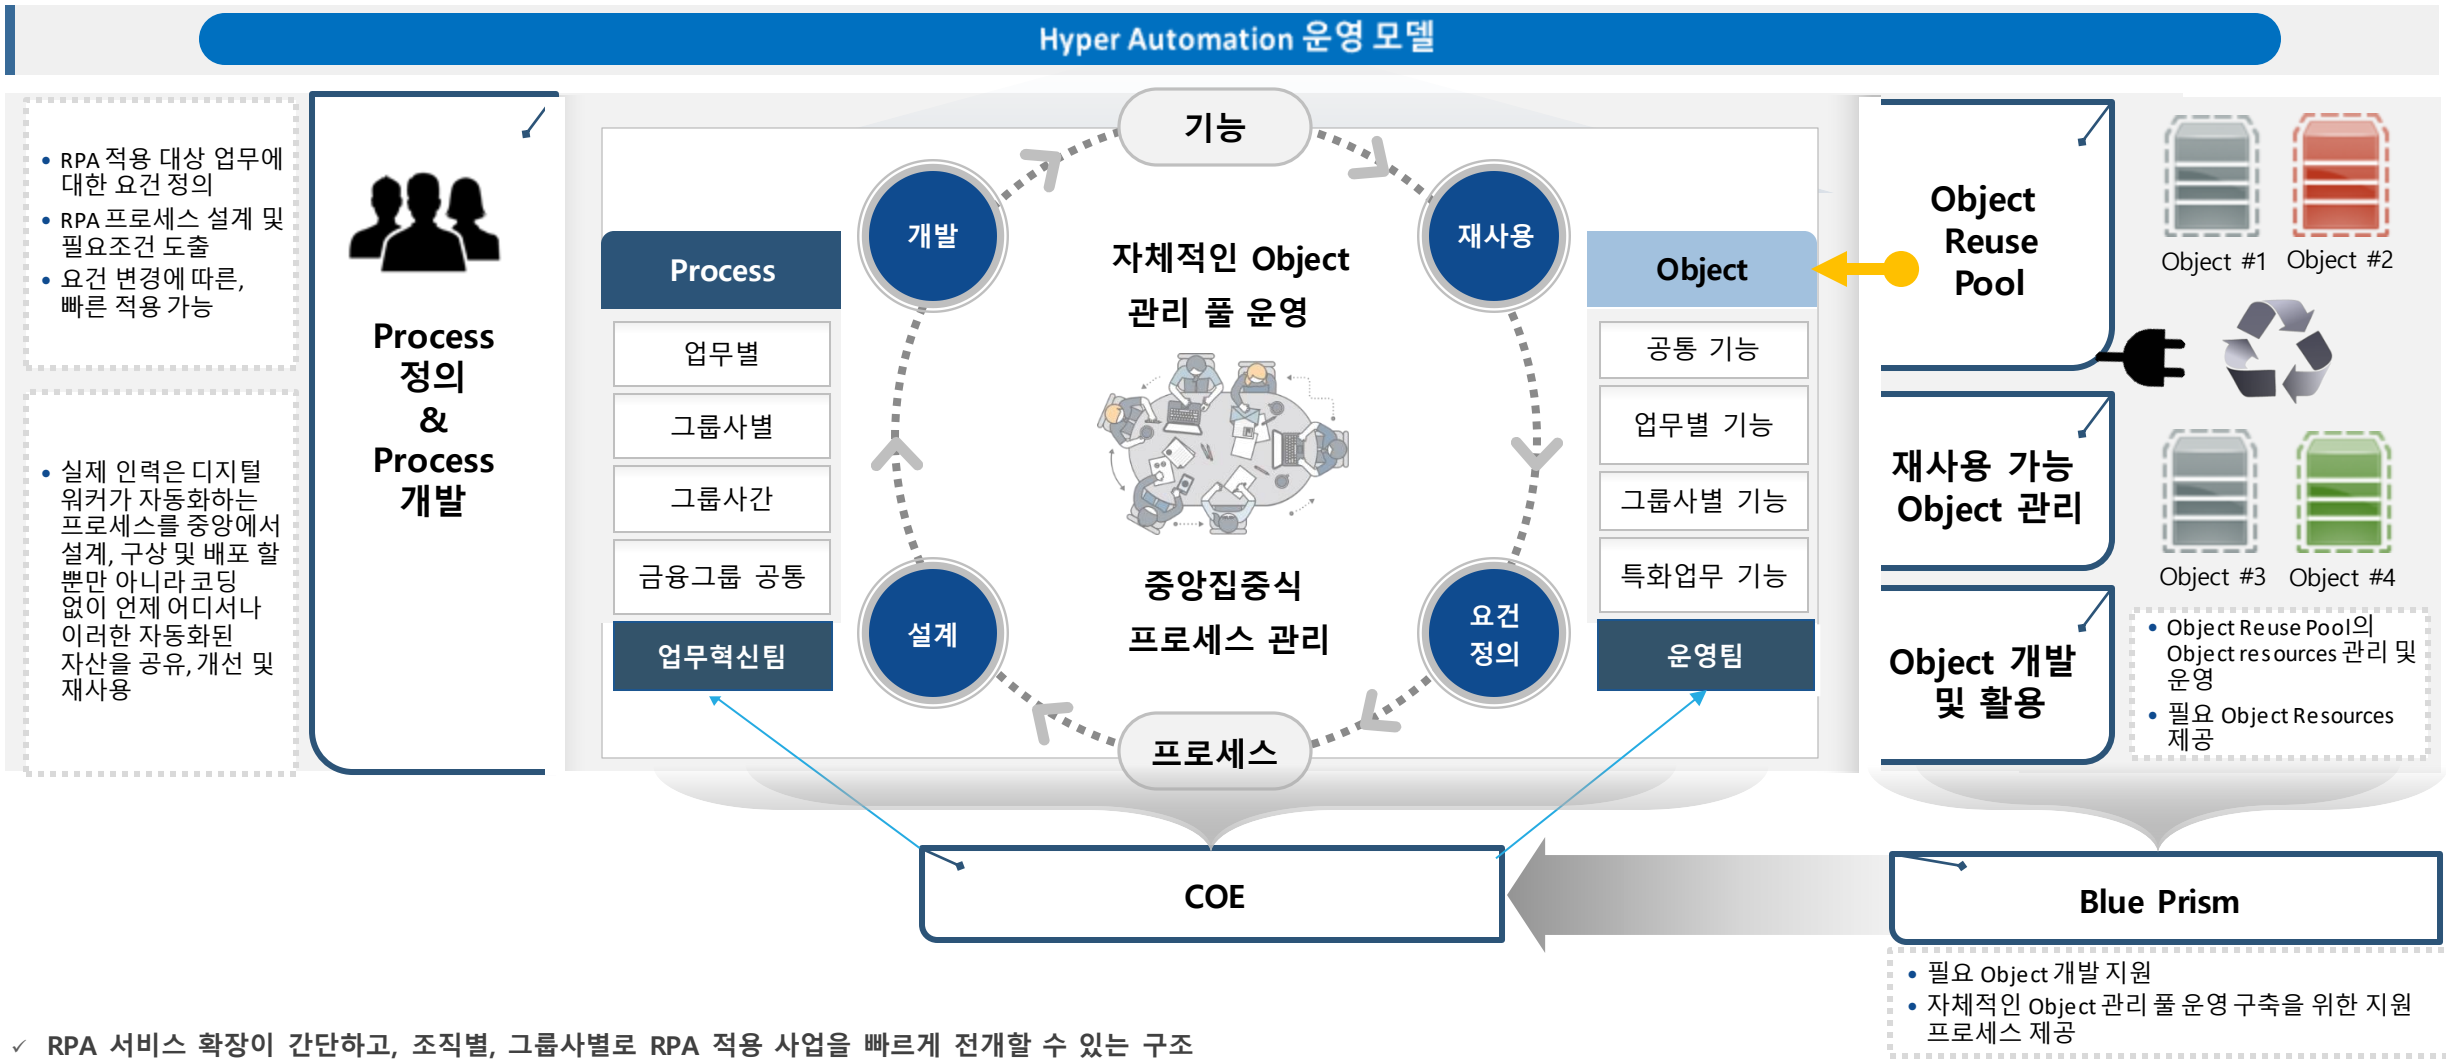 Hyper Automation 운영 모델
• RPA 적용 대상 업무에
대한 요건 정의
• RPA 프로세스 설계 및
필요조건 도출
• 요건 변경에 따른,
빠른 적용 가능
• 실제 인력은 디지털
워커가 자동화하는
프로세스를 중앙에서
설계, 구상 및 배포 할
뿐만 아니라 코딩
없이 언제 어디서나
이러한 자동화된
자산을 공유, 개선 및
재사용
Process
정의
&
Process
개발
Process
업무별
그룹사별
그룹사간
금융그룹 공통
업무혁신팀
기능
개발
재사용
자체적인 Object
관리 풀 운영
중앙집중식
프로세스 관리
설계
요건
정의
프로세스
Object
공통 기능
업무별 기능
그룹사별 기능
특화업무 기능
운영팀
Object
Reuse
Pool
재사용 가능
Object 관리
Object 개발
및 활용
Object #1
Object #2
Object #3
Object #4
• Object Reuse Pool의
Object resources 관리 및
운영
• 필요 Object Resources
제공
COE
Blue Prism
• 필요 Object 개발 지원
• 자체적인 Object 관리 풀 운영 구축을 위한 지원
프로세스 제공
✓ RPA 서비스 확장이 간단하고, 조직별, 그룹사별로 RPA 적용 사업을 빠르게 전개할 수 있는 구조